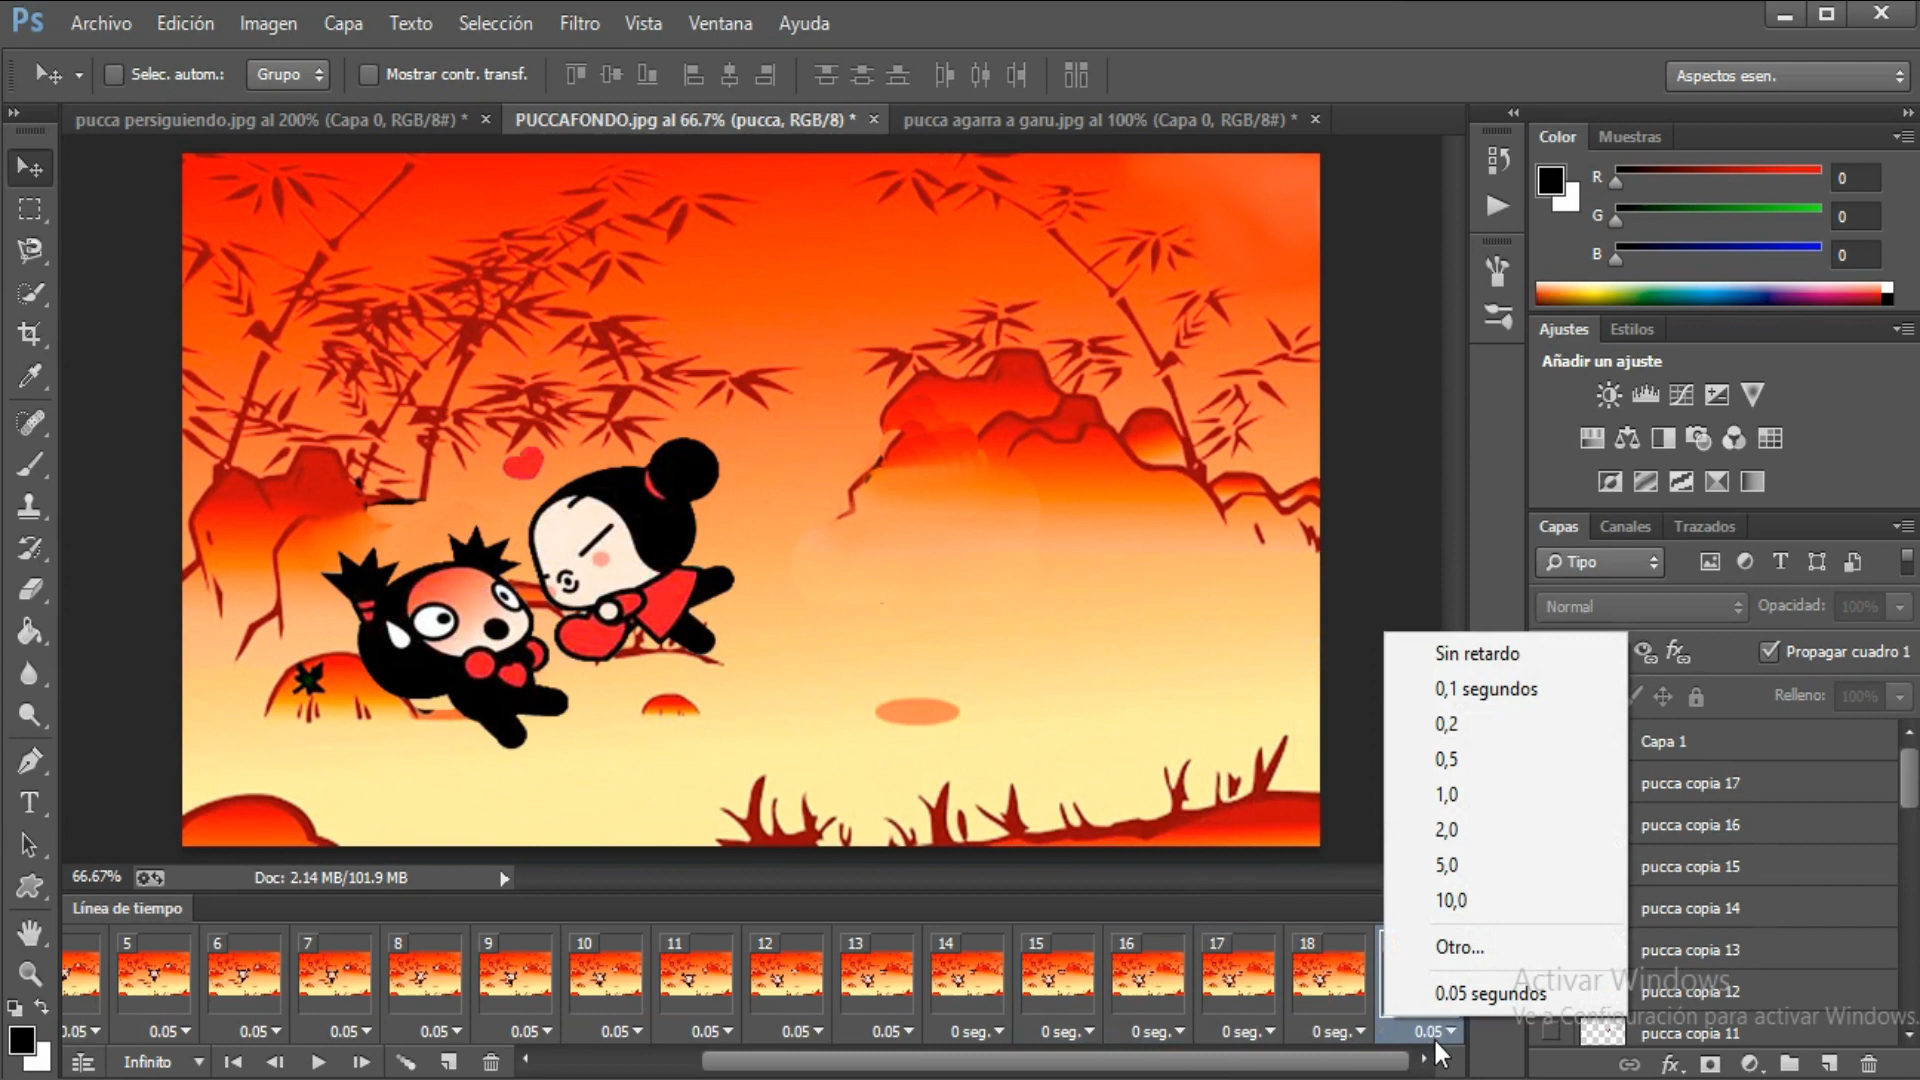 Ps Archivo Edición Imagen Capa Texto Selección Filtro Vista Ventana Ayuda
Selec. autom.: Grupo Mostrar contr. transf. Aspectos esen.
pucca persiguiendo.jpg al 200% (Capa 0, RGB/8#) * PUCCAFONDO.jpg al 66.7% (pucca, RGB/8) * pucca agarra a garu.jpg al 100% (Capa 0, RGB/8#) *
Color Muestras
R 0
G 0
B 0
Ajustes Estilos
Añadir un ajuste
Capas Canales Trazados
Tipo
Normal Opacidad: 100%
Propagar cuadro 1
Relleno: 100%
Capa 1
pucca copia 17
pucca copia 16
pucca copia 15
pucca copia 14
pucca copia 13
pucca copia 12
pucca copia 11
Sin retardo
0,1 segundos
0,2
0,5
1,0
2,0
5,0
10,0
Otro...
0.05 segundos
Activar Windows
Ve a Configuración para activar Windows.
66.67% Doc: 2.14 MB/101.9 MB
Línea de tiempo
5 6 7 8 9 10 11 12 13 14 15 16 17 18
0.05 0.05 0.05 0.05 0.05 0.05 0.05 0.05 0.05 0.05 0 seg. 0 seg. 0 seg. 0 seg. 0 seg. 0.05
Infinito